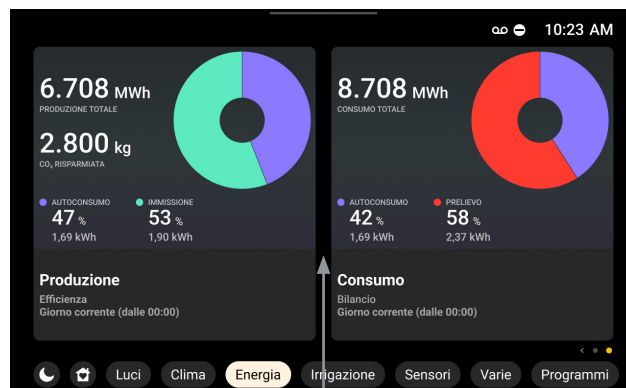 10:23 AM
6.708 MWh
PRODUZIONE TOTALE
2.800 kg
CO₂ RISPARMIATA
AUTOCONSUMO
47 %
1,69 kWh
IMMISSIONE
53 %
1,90 kWh
Produzione
Efficienza
Giorno corrente (dalle 00:00)
8.708 MWh
CONSUMO TOTALE
AUTOCONSUMO
42 %
1,69 kWh
PRELIEVO
58 %
2,37 kWh
Consumo
Bilancio
Giorno corrente (dalle 00:00)
Luci Clima Energia Irrigazione Sensori Varie Programmi